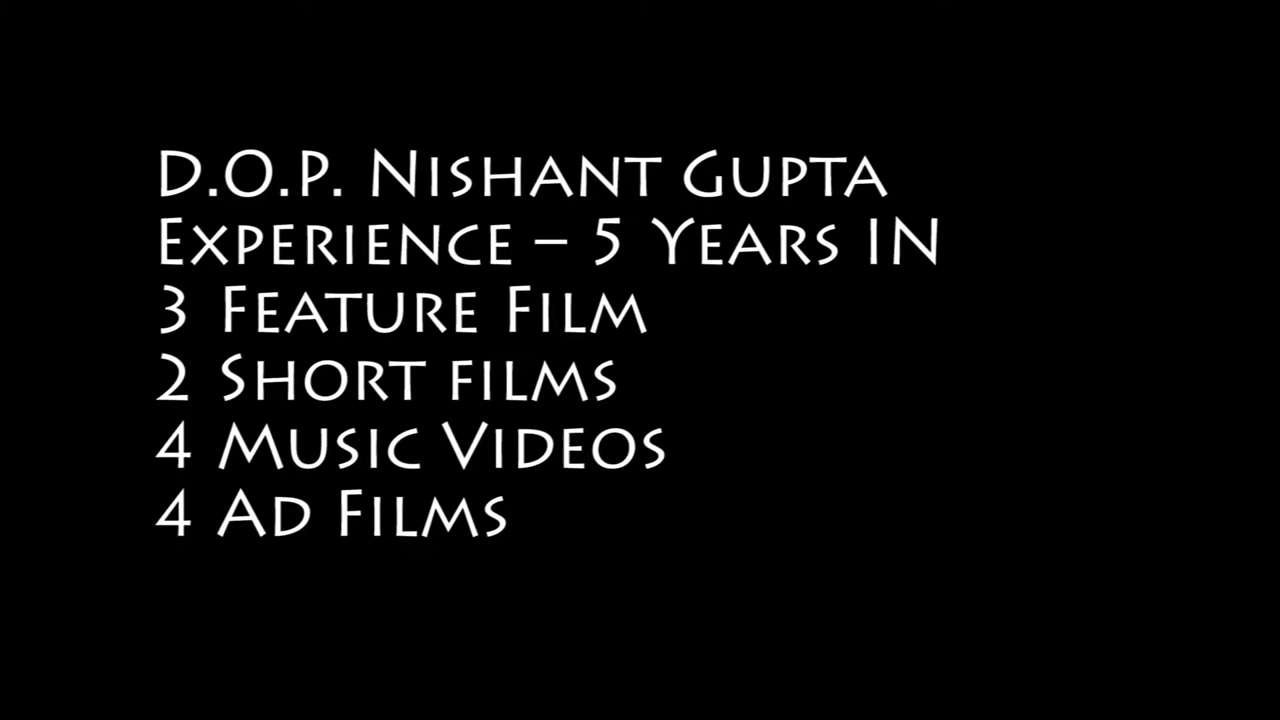 D.O.P. Nishant Gupta
Experience – 5 Years IN
3 Feature Film
2 Short films
4 Music Videos
4 Ad Films